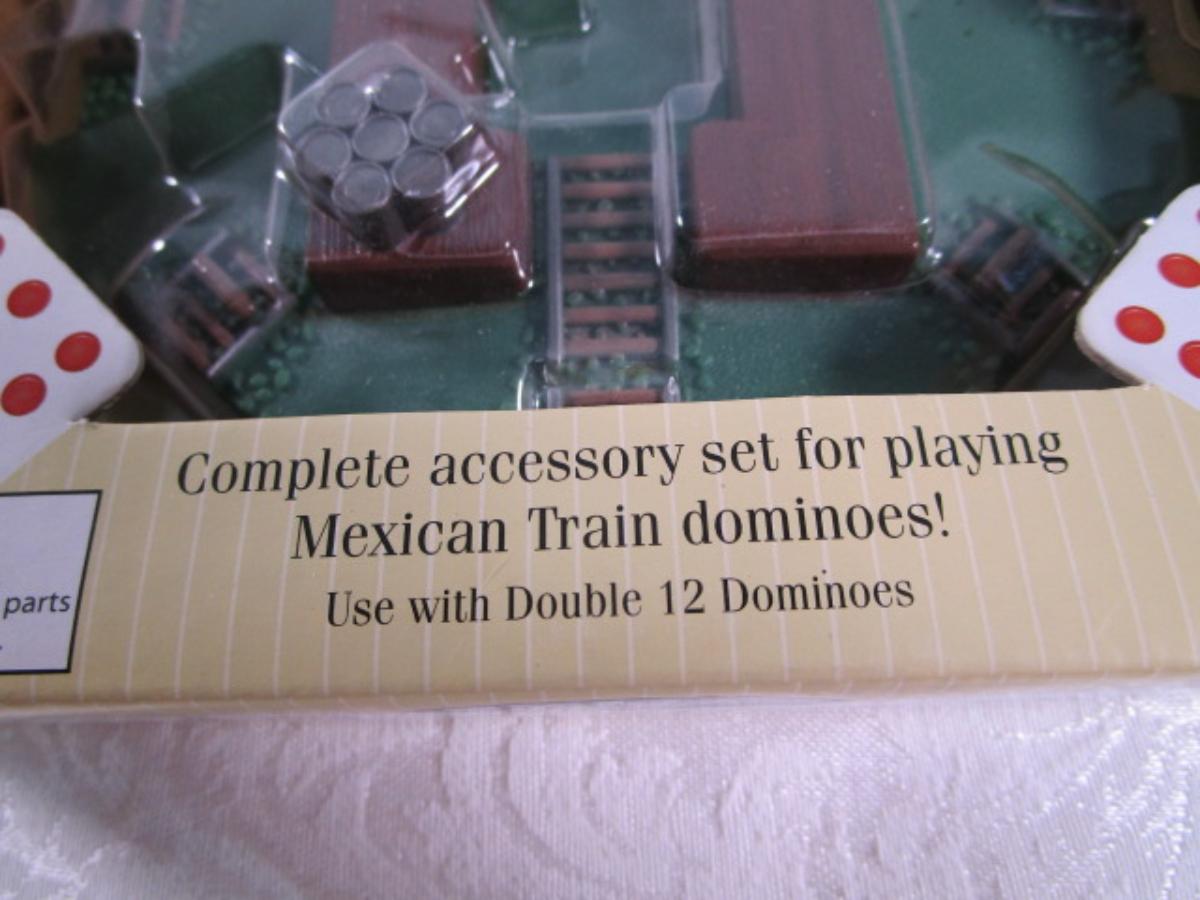 Complete accessory set for playing
Mexican Train dominoes!
Use with Double 12 Dominoes
parts